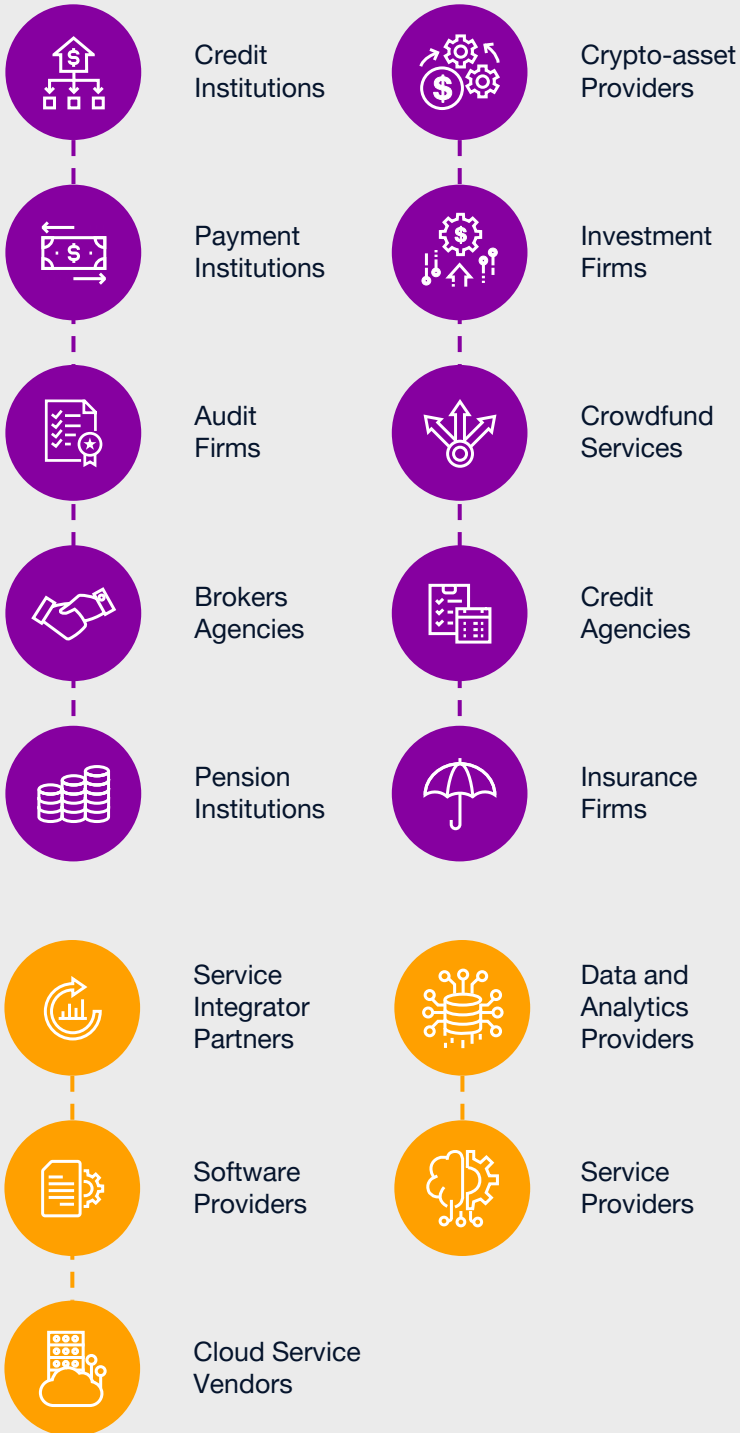 Credit
Institutions
Crypto-asset
Providers
Payment
Institutions
Investment
Firms
Audit
Firms
Crowdfund
Services
Brokers
Agencies
Credit
Agencies
Pension
Institutions
Insurance
Firms
Service
Integrator
Partners
Data and
Analytics
Providers
Software
Providers
Service
Providers
Cloud Service
Vendors